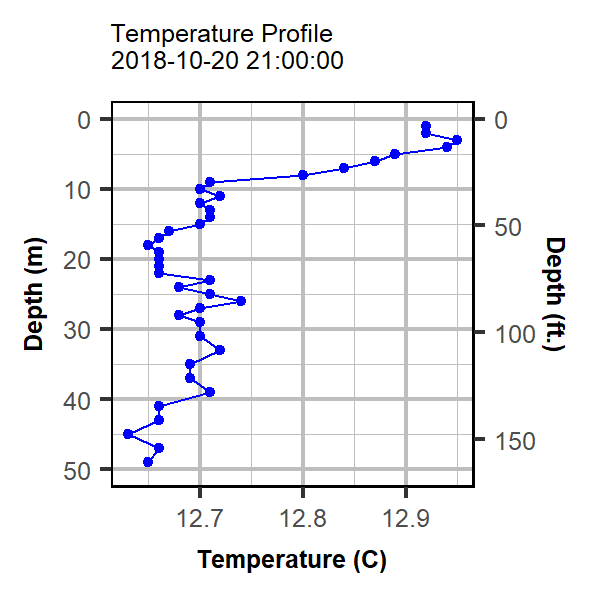 Temperature Profile
2018-10-20 21:00:00
0
10
20
30
40
50
Depth (m)
0
50
100
150
Depth (ft.)
12.7 12.8 12.9
Temperature (C)